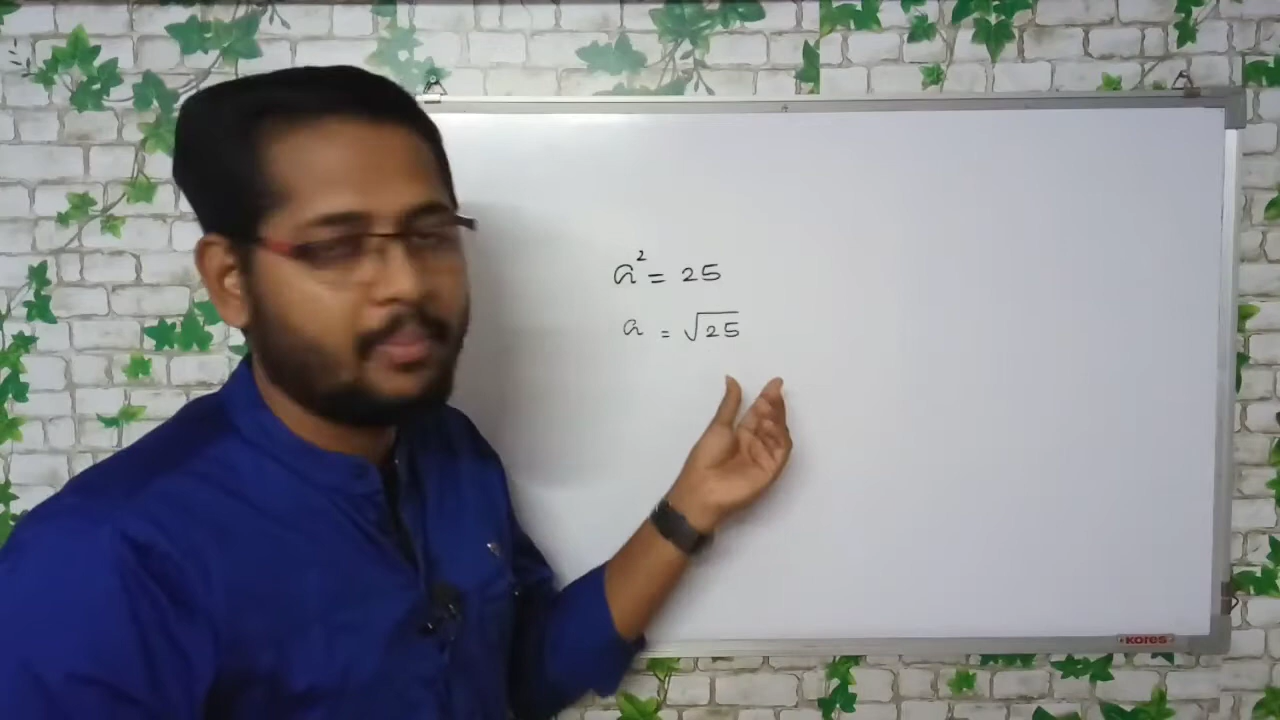 a² = 25
a = √25
KORES